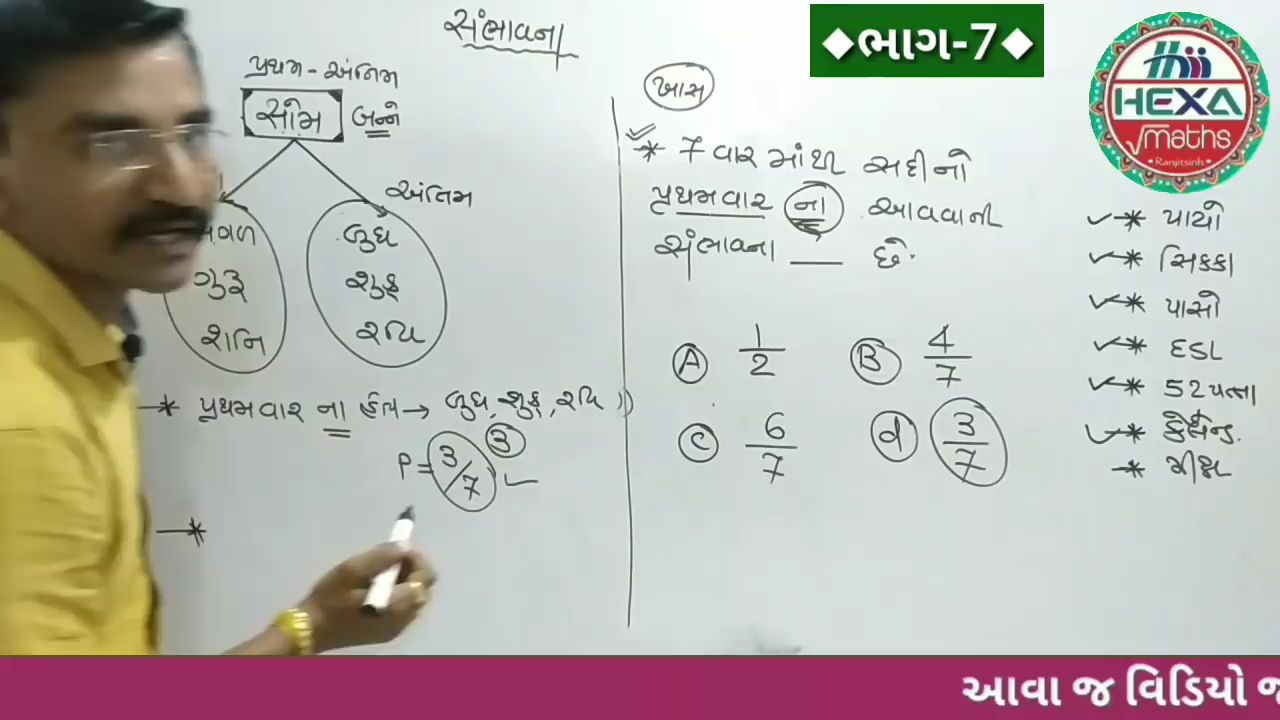 સંભાવના
◆ભાગ-7◆
HEXA
√maths
Ranjitsinh
પ્રથમ - અંતિમ
સોમ બન્ને
અંતિમ
બુધ
ગુરૂ શુક્ર
શનિ રવિ
* પ્રથમવાર ના હોય → બુધ, શુક્ર, રવિ
③
P = 3/7 ✓
*
ખાસ
* 7 વાર માંથી સદીનો
પ્રથમવાર ના આવવાની
સંભાવના ___ છે.
A 1/2 B 4/7
C 6/7 d 3/7
✓* પાયો
✓* સિક્કા
✓* પાસો
✓* દડા
✓* 52 પત્તા
✓* કેલેન્ડ.
*
આવા જ વિડિયો